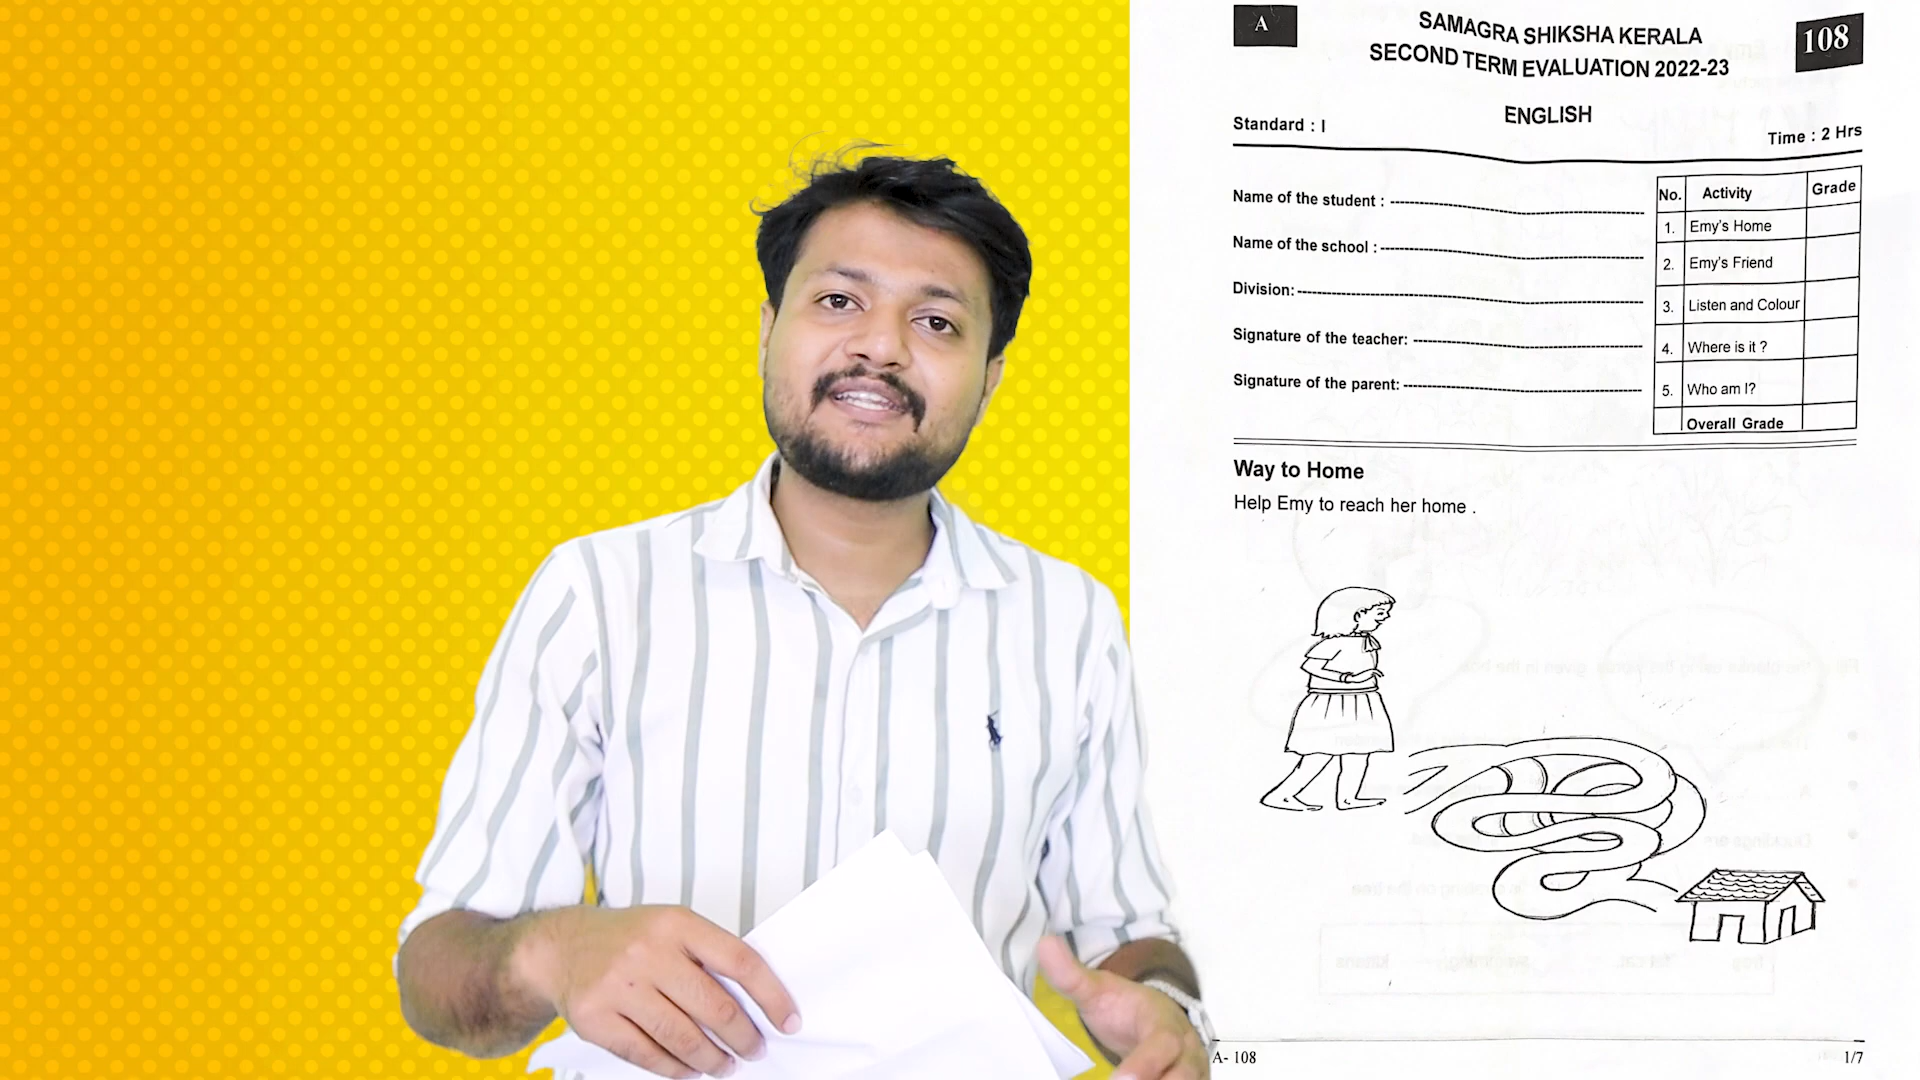 A
SAMAGRA SHIKSHA KERALA
108
SECOND TERM EVALUATION 2022-23
ENGLISH
Standard : I
Time : 2 Hrs
Name of the student :
Name of the school :
Division:
Signature of the teacher:
Signature of the parent:
No. Activity Grade
1. Emy's Home
2. Emy's Friend
3. Listen and Colour
4. Where is it ?
5. Who am I?
Overall Grade
Way to Home
Help Emy to reach her home .
A- 108
1/7